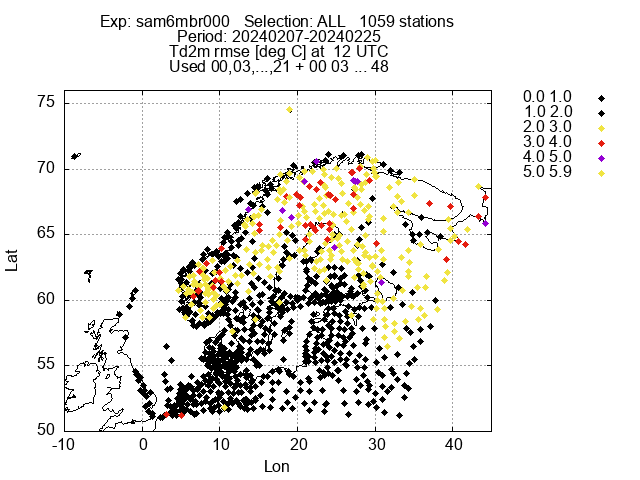 Exp: sam6mbr000   Selection: ALL   1059 stations
Period: 20240207-20240225
Td2m rmse [deg C] at  12 UTC
Used 00,03,...,21 + 00 03 ... 48
75
70
65
60
55
50
Lat
-10 0 10 20 30 40
Lon
0.0 1.0
1.0 2.0
2.0 3.0
3.0 4.0
4.0 5.0
5.0 5.9